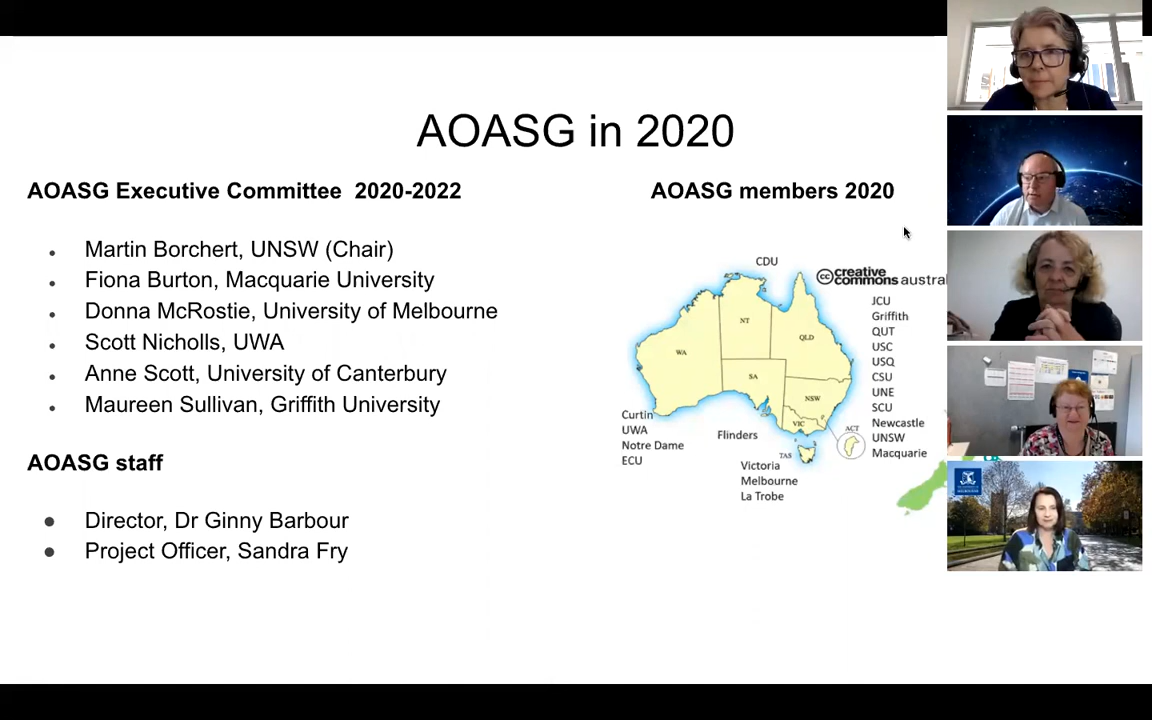 AOASG in 2020
AOASG Executive Committee 2020-2022
Martin Borchert, UNSW (Chair)
Fiona Burton, Macquarie University
Donna McRostie, University of Melbourne
Scott Nicholls, UWA
Anne Scott, University of Canterbury
Maureen Sullivan, Griffith University
AOASG staff
Director, Dr Ginny Barbour
Project Officer, Sandra Fry
AOASG members 2020
CDU
cc creative
commons austral
JCU
Griffith
QUT
USC
USQ
CSU
UNE
SCU
Newcastle
UNSW
Macquarie
NT
QLD
WA
SA
NSW
VIC
ACT
TAS
Curtin
UWA
Notre Dame
ECU
Flinders
Victoria
Melbourne
La Trobe